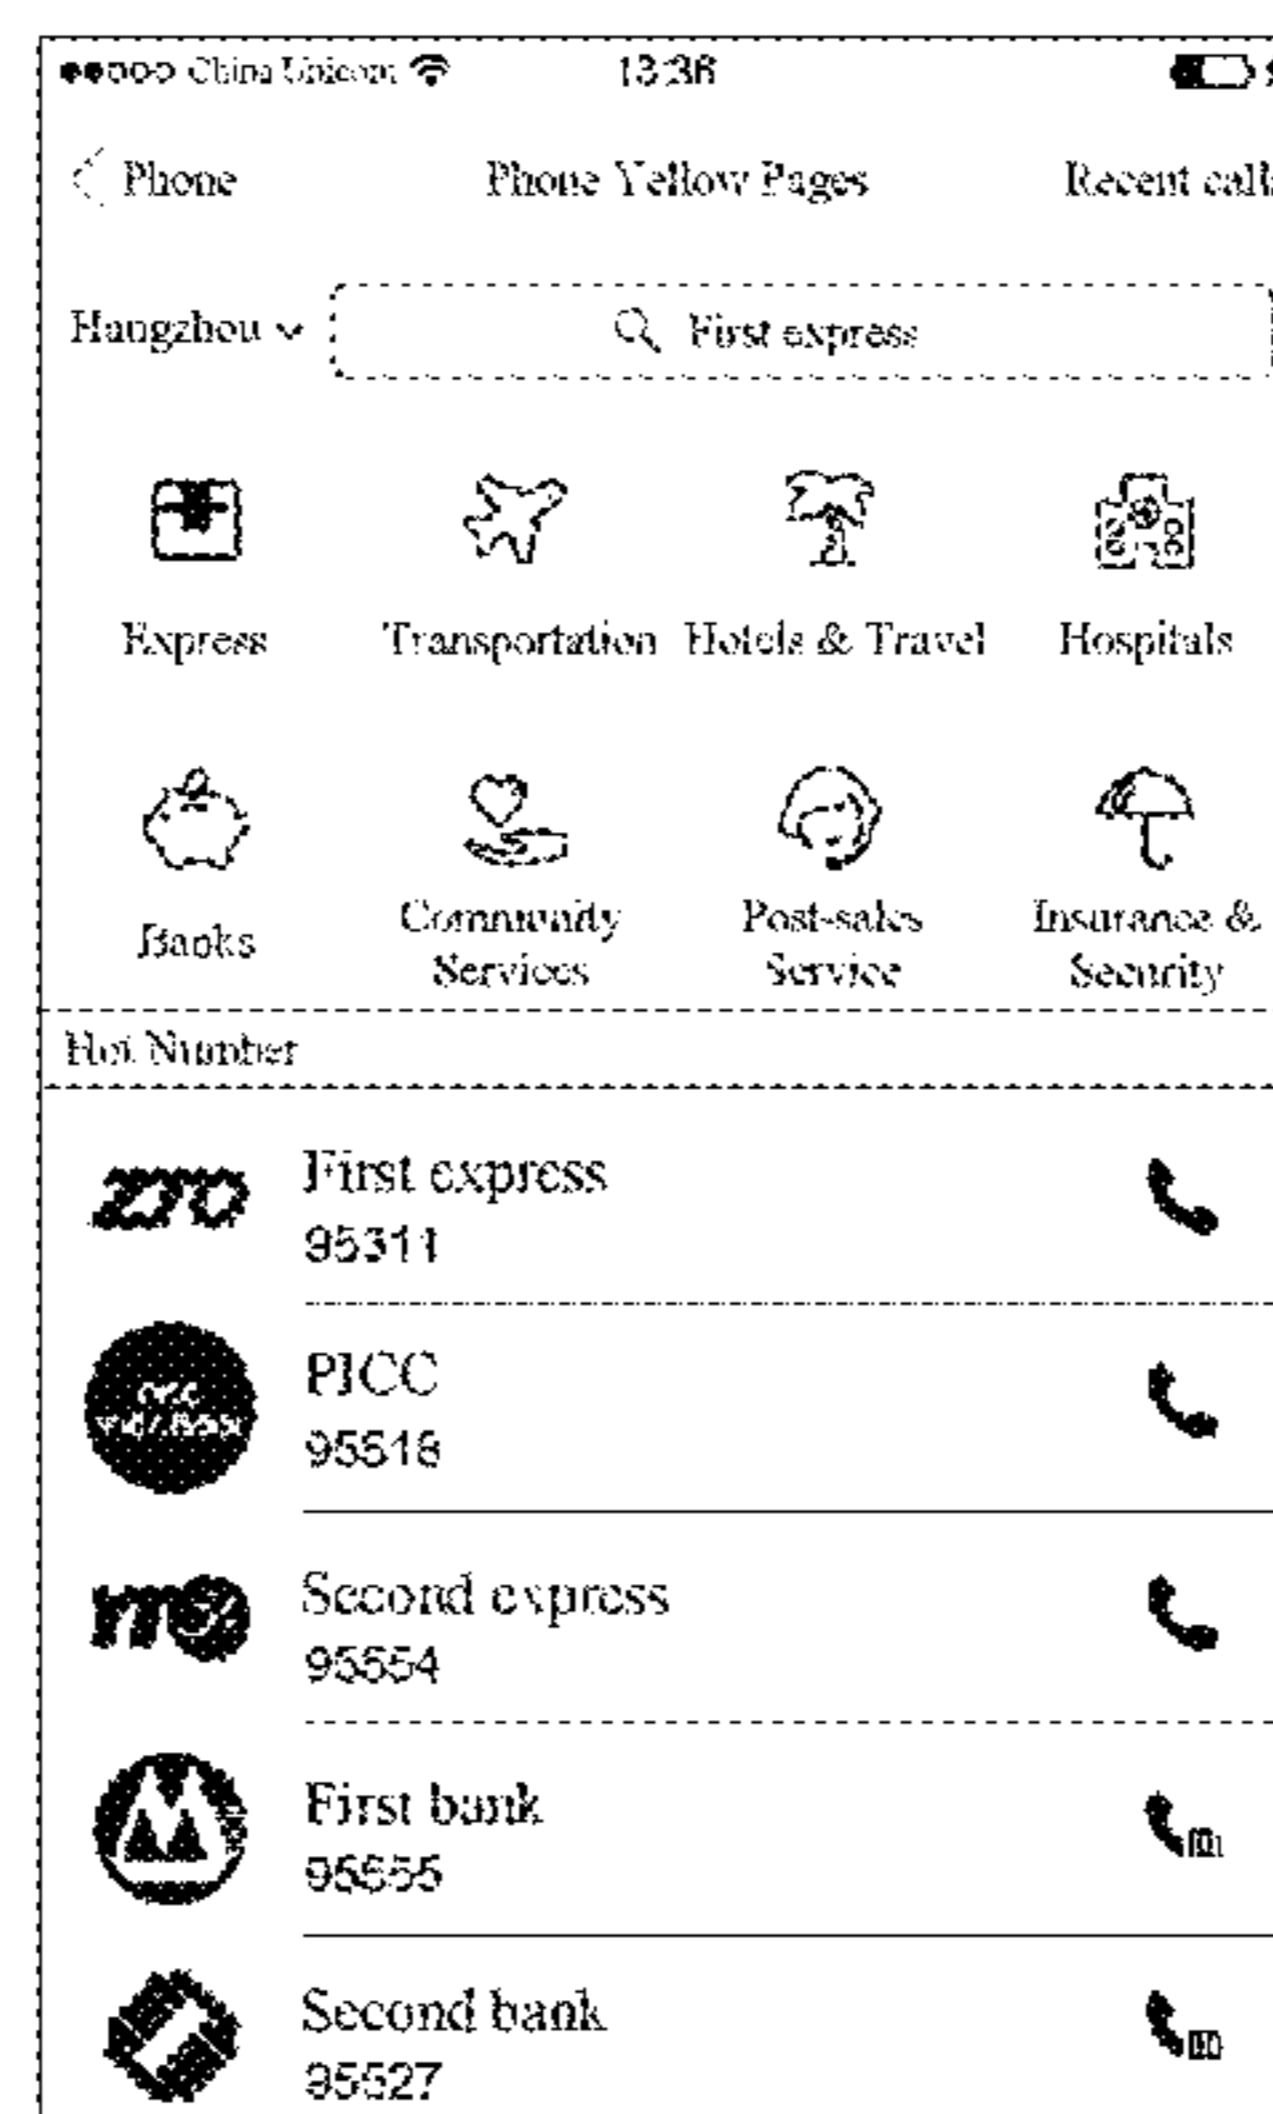 China Unicom 13:36
Phone Phone Yellow Pages Recent call
Hangzhou First express
Express Transportation Hotels & Travel Hospitals
Banks Community Services Post-sales Service Insurance & Security
Hot Number
First express
95311
PICC
95518
Second express
95554
First bank
95555
Second bank
95527